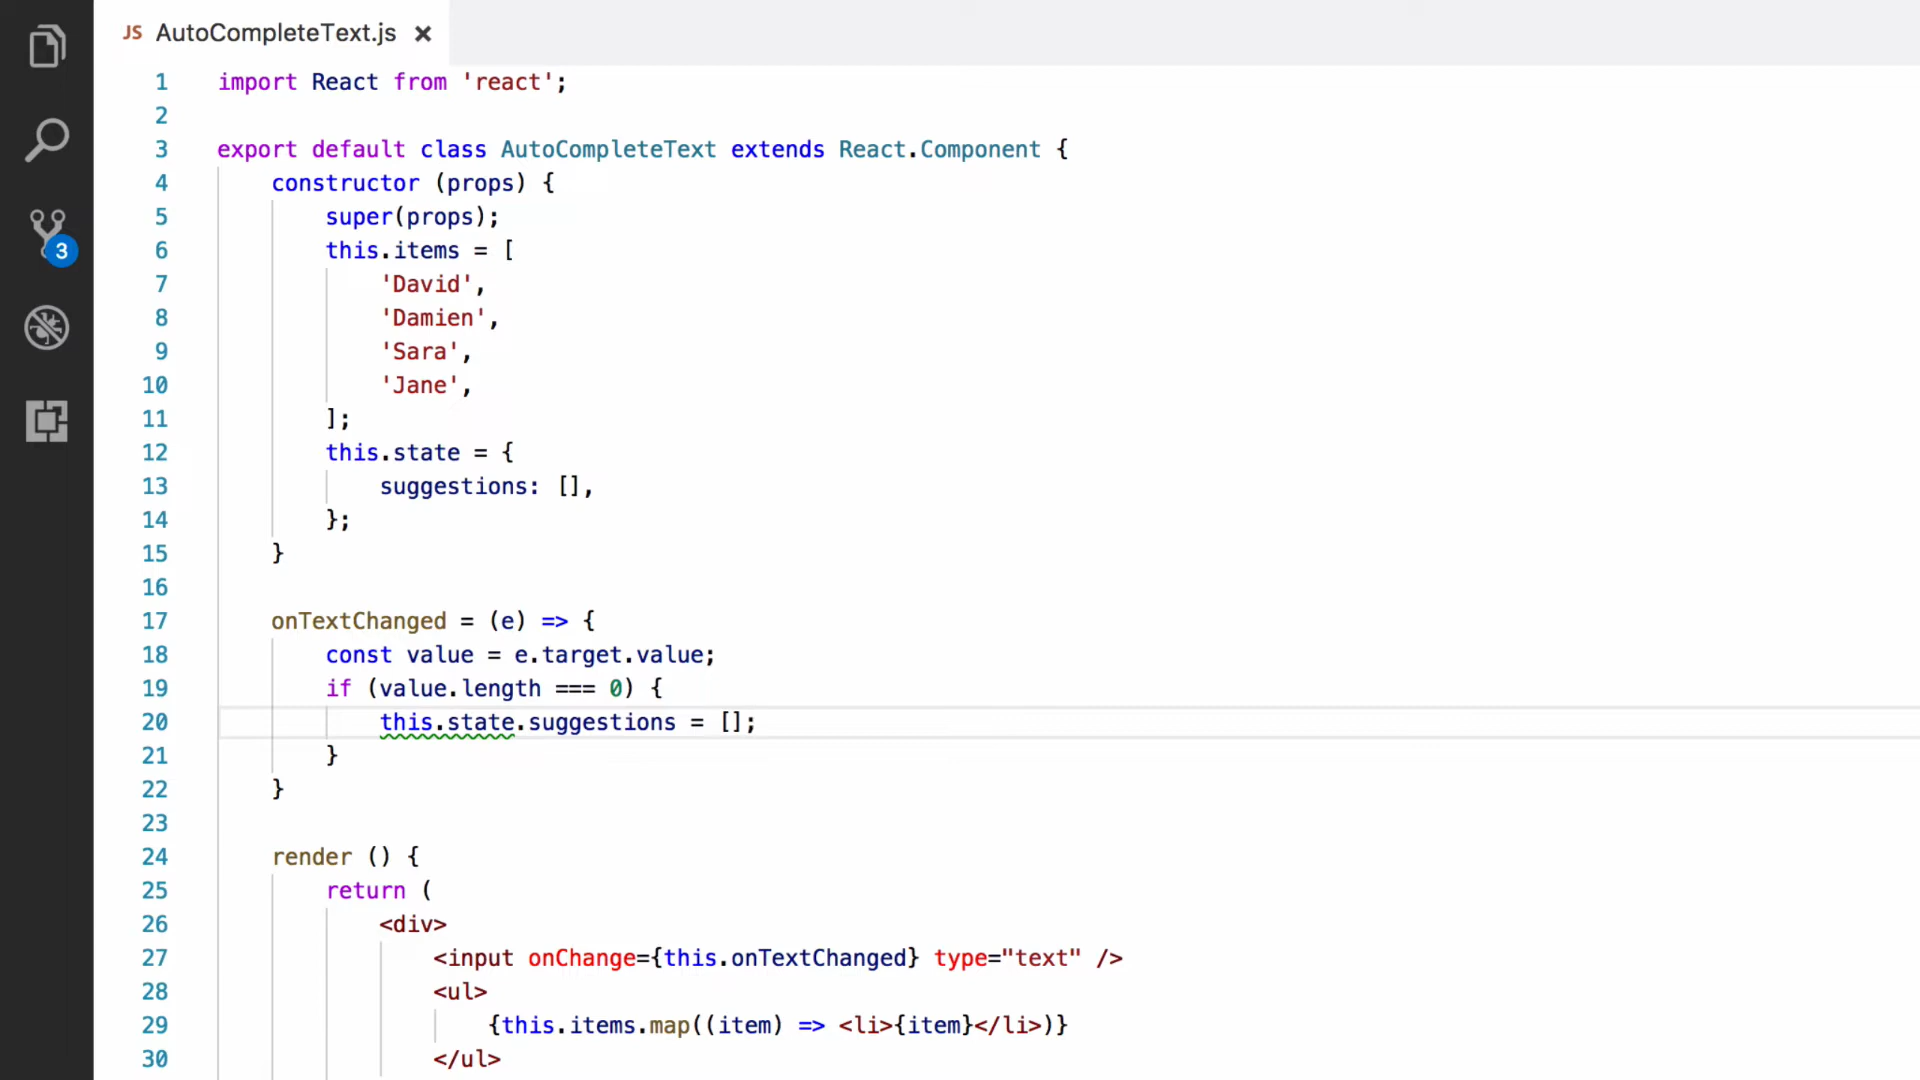 JS AutoCompleteText.js ×
1 import React from 'react';
2
3 export default class AutoCompleteText extends React.Component {
4 constructor (props) {
5 super(props);
6 this.items = [
7 'David',
8 'Damien',
9 'Sara',
10 'Jane',
11 ];
12 this.state = {
13 suggestions: [],
14 };
15 }
16
17 onTextChanged = (e) => {
18 const value = e.target.value;
19 if (value.length === 0) {
20 this.state.suggestions = [];
21 }
22 }
23
24 render () {
25 return (
26 <div>
27 <input onChange={this.onTextChanged} type="text" />
28 <ul>
29 {this.items.map((item) => <li>{item}</li>)}
30 </ul>
3